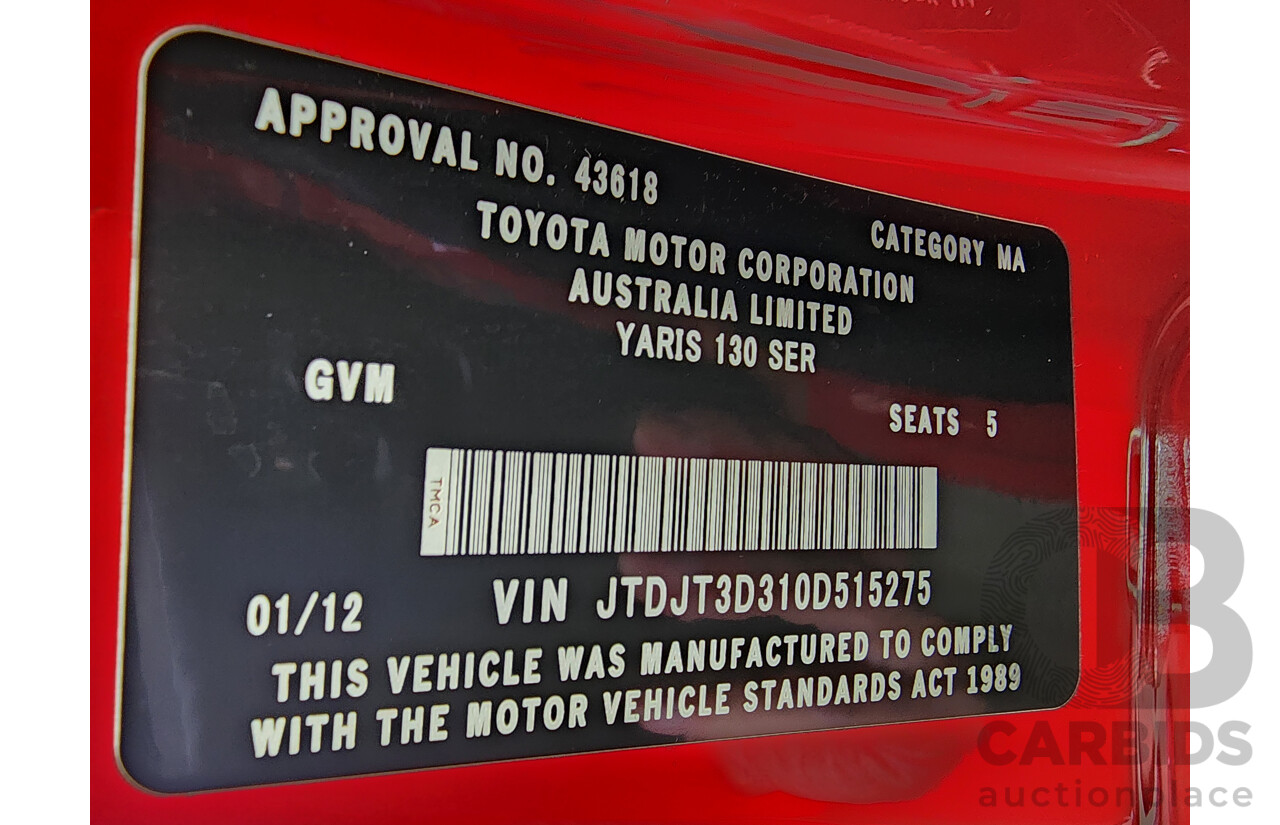 APPROVAL NO. 43618
CATEGORY MA
TOYOTA MOTOR CORPORATION
AUSTRALIA LIMITED
YARIS 130 SER
GVM
SEATS 5
TMCA
01/12
VIN JTDJT3D310D515275
THIS VEHICLE WAS MANUFACTURED TO COMPLY
WITH THE MOTOR VEHICLE STANDARDS ACT 1989
CB
CARBIDS
auctionplace